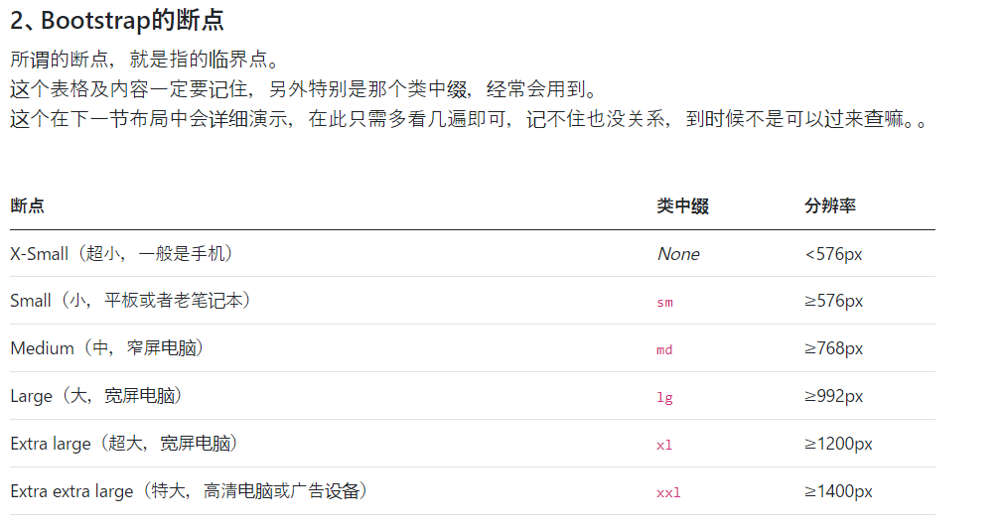 2、Bootstrap的断点
所谓的断点，就是指的临界点。
这个表格及内容一定要记住，另外特别是那个类中缀，经常会用到。
这个在下一节布局中会详细演示，在此只需多看几遍即可，记不住也没关系，到时候不是可以过来查嘛。。
断点 类中缀 分辨率
X-Small（超小，一般是手机） None <576px
Small（小，平板或者老笔记本） sm ≥576px
Medium（中，窄屏电脑） md ≥768px
Large（大，宽屏电脑） lg ≥992px
Extra large（超大，宽屏电脑） xl ≥1200px
Extra extra large（特大，高清电脑或广告设备） xxl ≥1400px